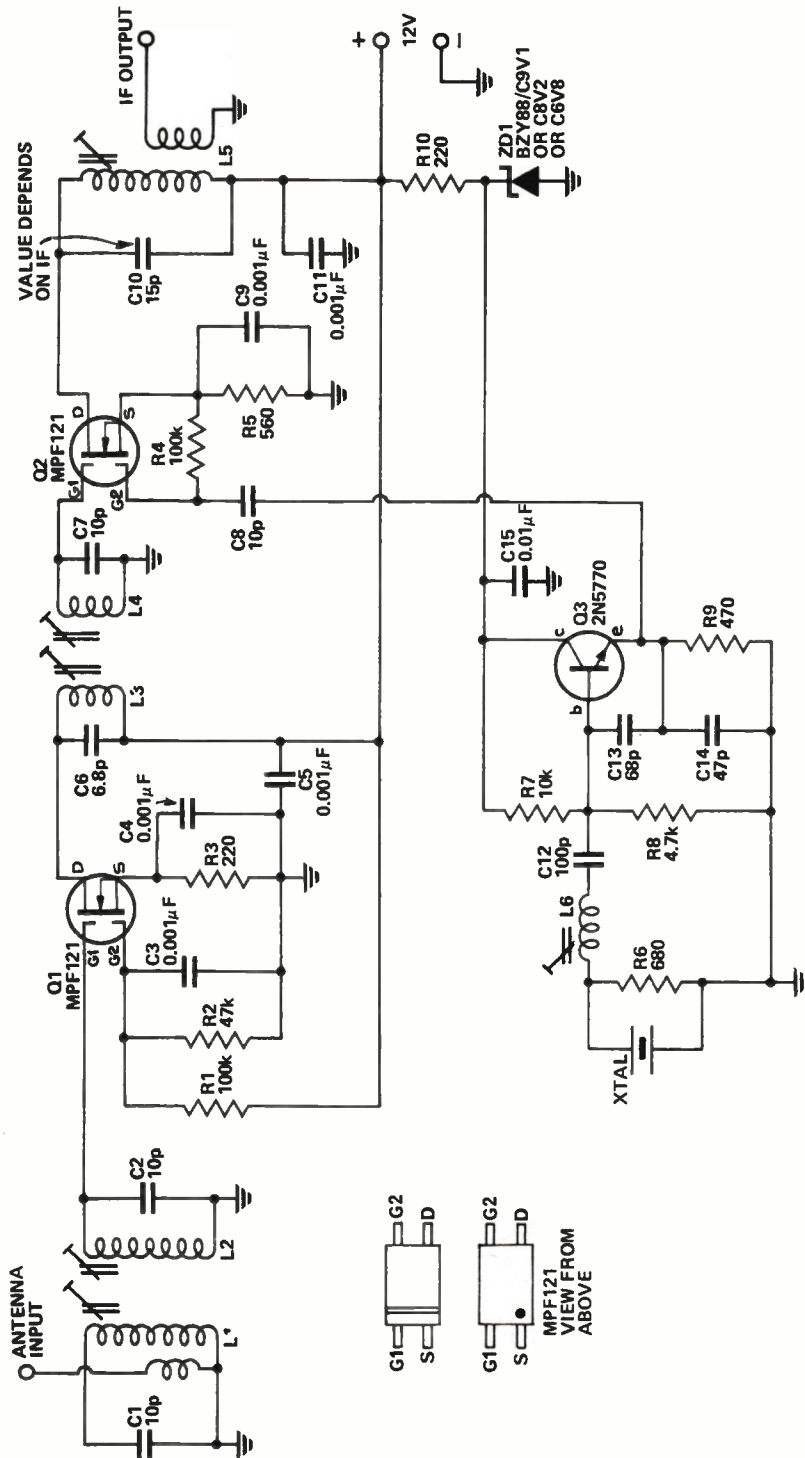 ANTENNA
INPUT
C1
10p
L*
L2
C2
10p
R1
100k
R2
47k
C3
0.001μF
Q1
MPF121
G1
G2
D
S
R3
220
C4
0.001μF
C5
0.001μF
C6
6.8p
L3
L4
C7
10p
Q2
MPF121
G1
G2
D
S
C8
10p
R4
100k
R5
560
C9
0.001μF
VALUE DEPENDS
ON IF
C10
15p
C11
0.001μF
L5
IF OUTPUT
+
12V
–
R10
220
ZD1
BZY88/C9V1
OR C8V2
OR C6V8
C15
0.01μF
Q3
2N5770
c
b
e
R7
10k
R8
4.7k
C12
100p
C13
68p
C14
47p
R9
470
L6
R6
680
XTAL
G1
G2
S
D
G1
G2
S
D
MPF121
VIEW FROM
ABOVE